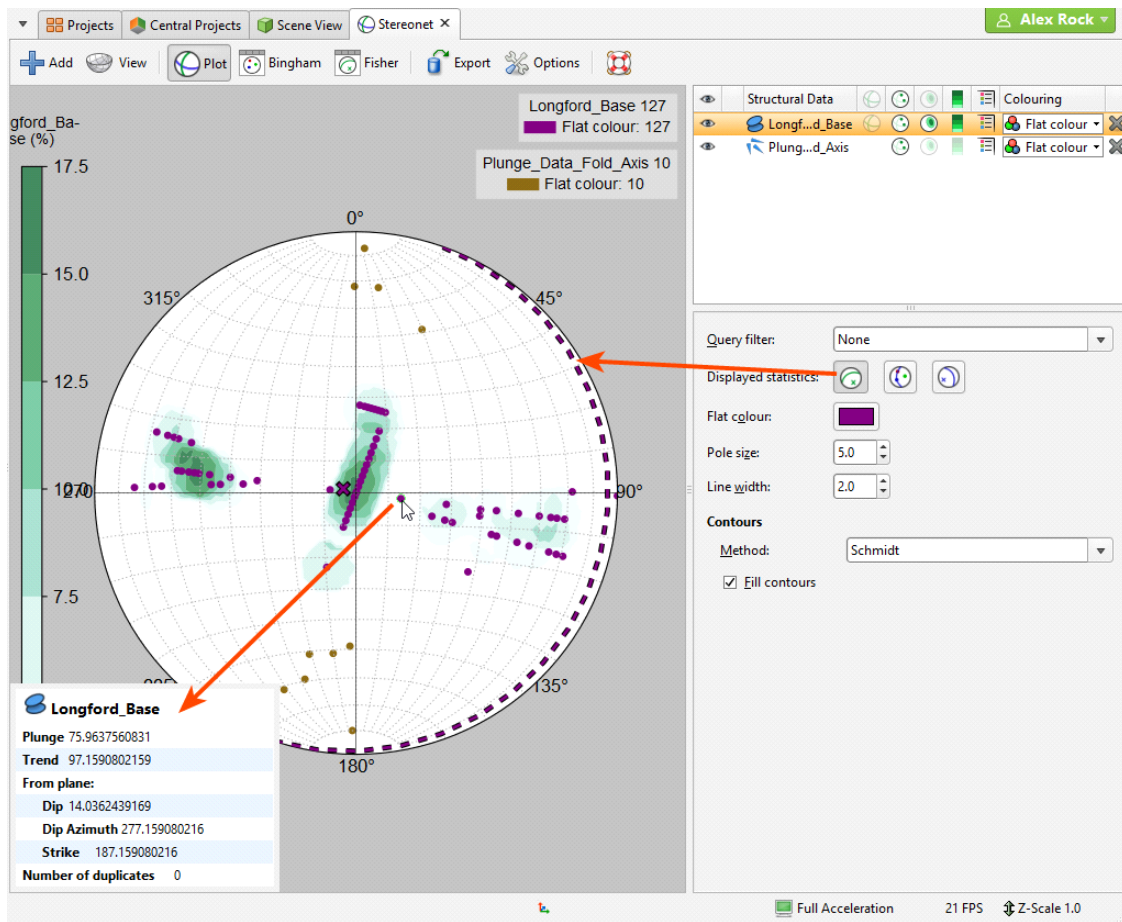 Projects Central Projects Scene View Stereonet
Alex Rock
Add View Plot Bingham Fisher Export Options
Longford_Base 127
Flat colour: 127
Plunge_Data_Fold_Axis 10
Flat colour: 10
gford_Ba-
se (%)
17.5
15.0
12.5
10.0
7.5
0°
45°
90°
135°
180°
270
315°
Structural Data Colouring
Longf...d_Base Flat colour
Plung...d_Axis Flat colour
Query filter: None
Displayed statistics:
Flat colour:
Pole size: 5.0
Line width: 2.0
Contours
Method: Schmidt
Fill contours
Longford_Base
Plunge 75.9637560831
Trend 97.1590802159
From plane:
Dip 14.0362439169
Dip Azimuth 277.159080216
Strike 187.159080216
Number of duplicates 0
Full Acceleration 21 FPS Z-Scale 1.0